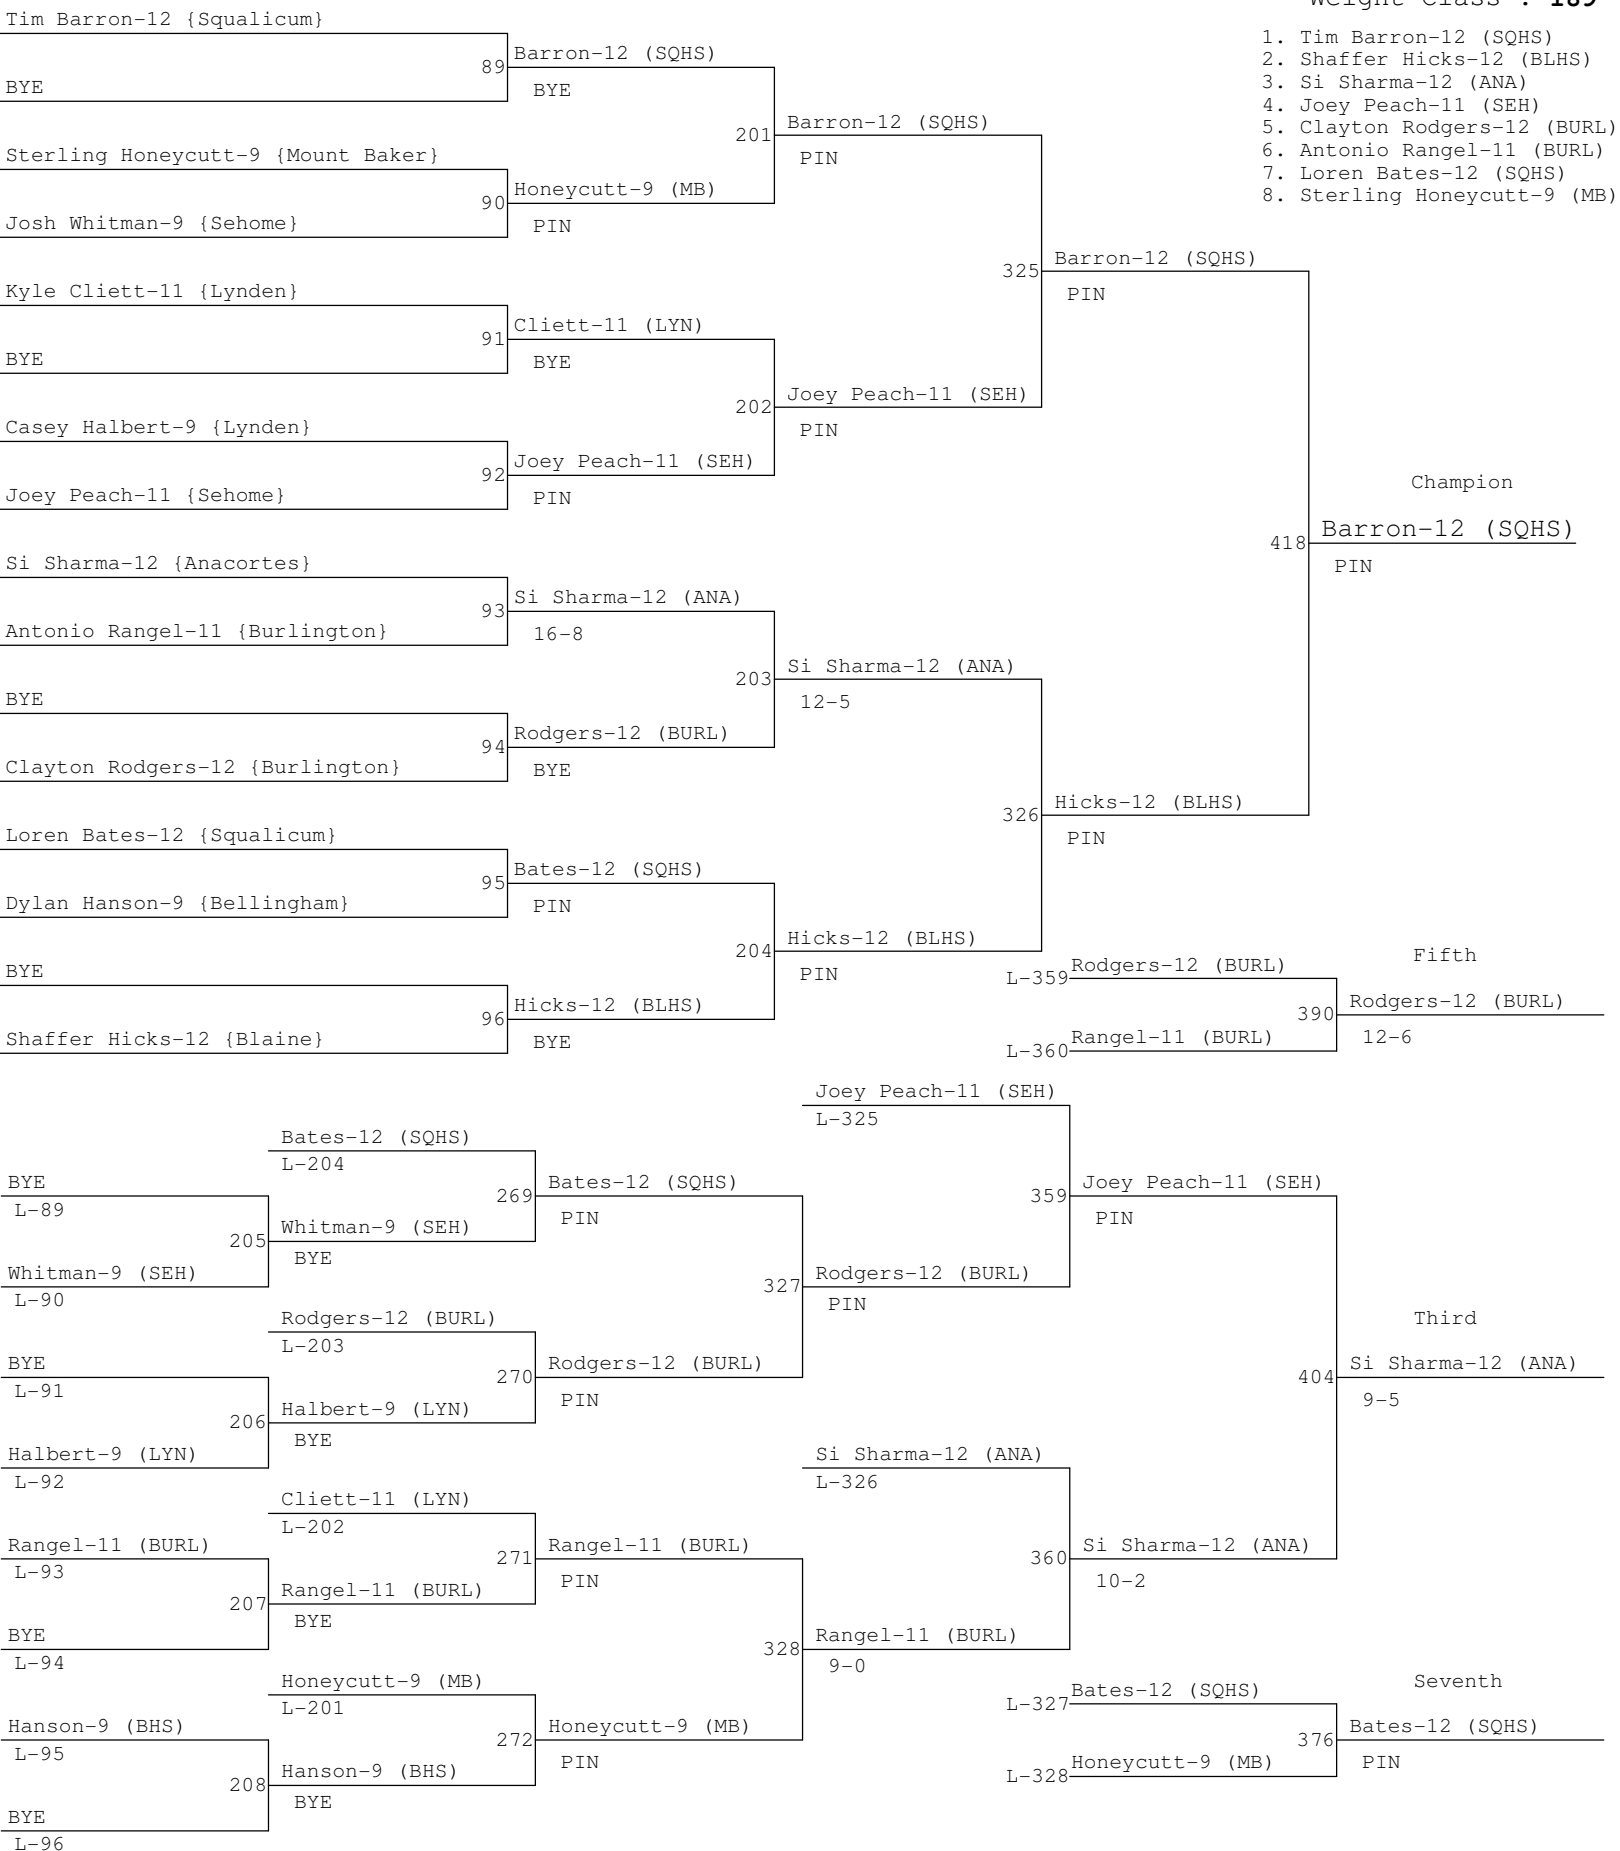 Weight Class : 189
1. Tim Barron-12 (SQHS)
2. Shaffer Hicks-12 (BLHS)
3. Si Sharma-12 (ANA)
4. Joey Peach-11 (SEH)
5. Clayton Rodgers-12 (BURL)
6. Antonio Rangel-11 (BURL)
7. Loren Bates-12 (SQHS)
8. Sterling Honeycutt-9 (MB)
Tim Barron-12 {Squalicum}
89
Barron-12 (SQHS)
BYE
BYE
201
Barron-12 (SQHS)
PIN
Sterling Honeycutt-9 {Mount Baker}
90
Honeycutt-9 (MB)
PIN
Josh Whitman-9 {Sehome}
325
Barron-12 (SQHS)
PIN
Kyle Cliett-11 {Lynden}
91
Cliett-11 (LYN)
BYE
BYE
202
Joey Peach-11 (SEH)
PIN
Casey Halbert-9 {Lynden}
92
Joey Peach-11 (SEH)
PIN
Joey Peach-11 {Sehome}
Champion
418
Barron-12 (SQHS)
PIN
Si Sharma-12 {Anacortes}
93
Si Sharma-12 (ANA)
16-8
Antonio Rangel-11 {Burlington}
203
Si Sharma-12 (ANA)
12-5
BYE
94
Rodgers-12 (BURL)
BYE
Clayton Rodgers-12 {Burlington}
326
Hicks-12 (BLHS)
PIN
Loren Bates-12 {Squalicum}
95
Bates-12 (SQHS)
PIN
Dylan Hanson-9 {Bellingham}
204
Hicks-12 (BLHS)
PIN
BYE
96
Hicks-12 (BLHS)
BYE
Shaffer Hicks-12 {Blaine}
Fifth
L-359
Rodgers-12 (BURL)
390
Rodgers-12 (BURL)
12-6
L-360
Rangel-11 (BURL)
Joey Peach-11 (SEH)
L-325
Bates-12 (SQHS)
L-204
BYE
L-89
269
Bates-12 (SQHS)
PIN
359
Joey Peach-11 (SEH)
PIN
205
Whitman-9 (SEH)
BYE
Whitman-9 (SEH)
L-90
327
Rodgers-12 (BURL)
PIN
Rodgers-12 (BURL)
L-203
Third
BYE
L-91
270
Rodgers-12 (BURL)
PIN
404
Si Sharma-12 (ANA)
9-5
206
Halbert-9 (LYN)
BYE
Halbert-9 (LYN)
L-92
Si Sharma-12 (ANA)
L-326
Cliett-11 (LYN)
L-202
Rangel-11 (BURL)
L-93
271
Rangel-11 (BURL)
PIN
360
Si Sharma-12 (ANA)
10-2
207
Rangel-11 (BURL)
BYE
BYE
L-94
328
Rangel-11 (BURL)
9-0
Honeycutt-9 (MB)
L-201
Seventh
L-327
Bates-12 (SQHS)
Hanson-9 (BHS)
L-95
272
Honeycutt-9 (MB)
PIN
376
Bates-12 (SQHS)
PIN
L-328
Honeycutt-9 (MB)
208
Hanson-9 (BHS)
BYE
BYE
L-96